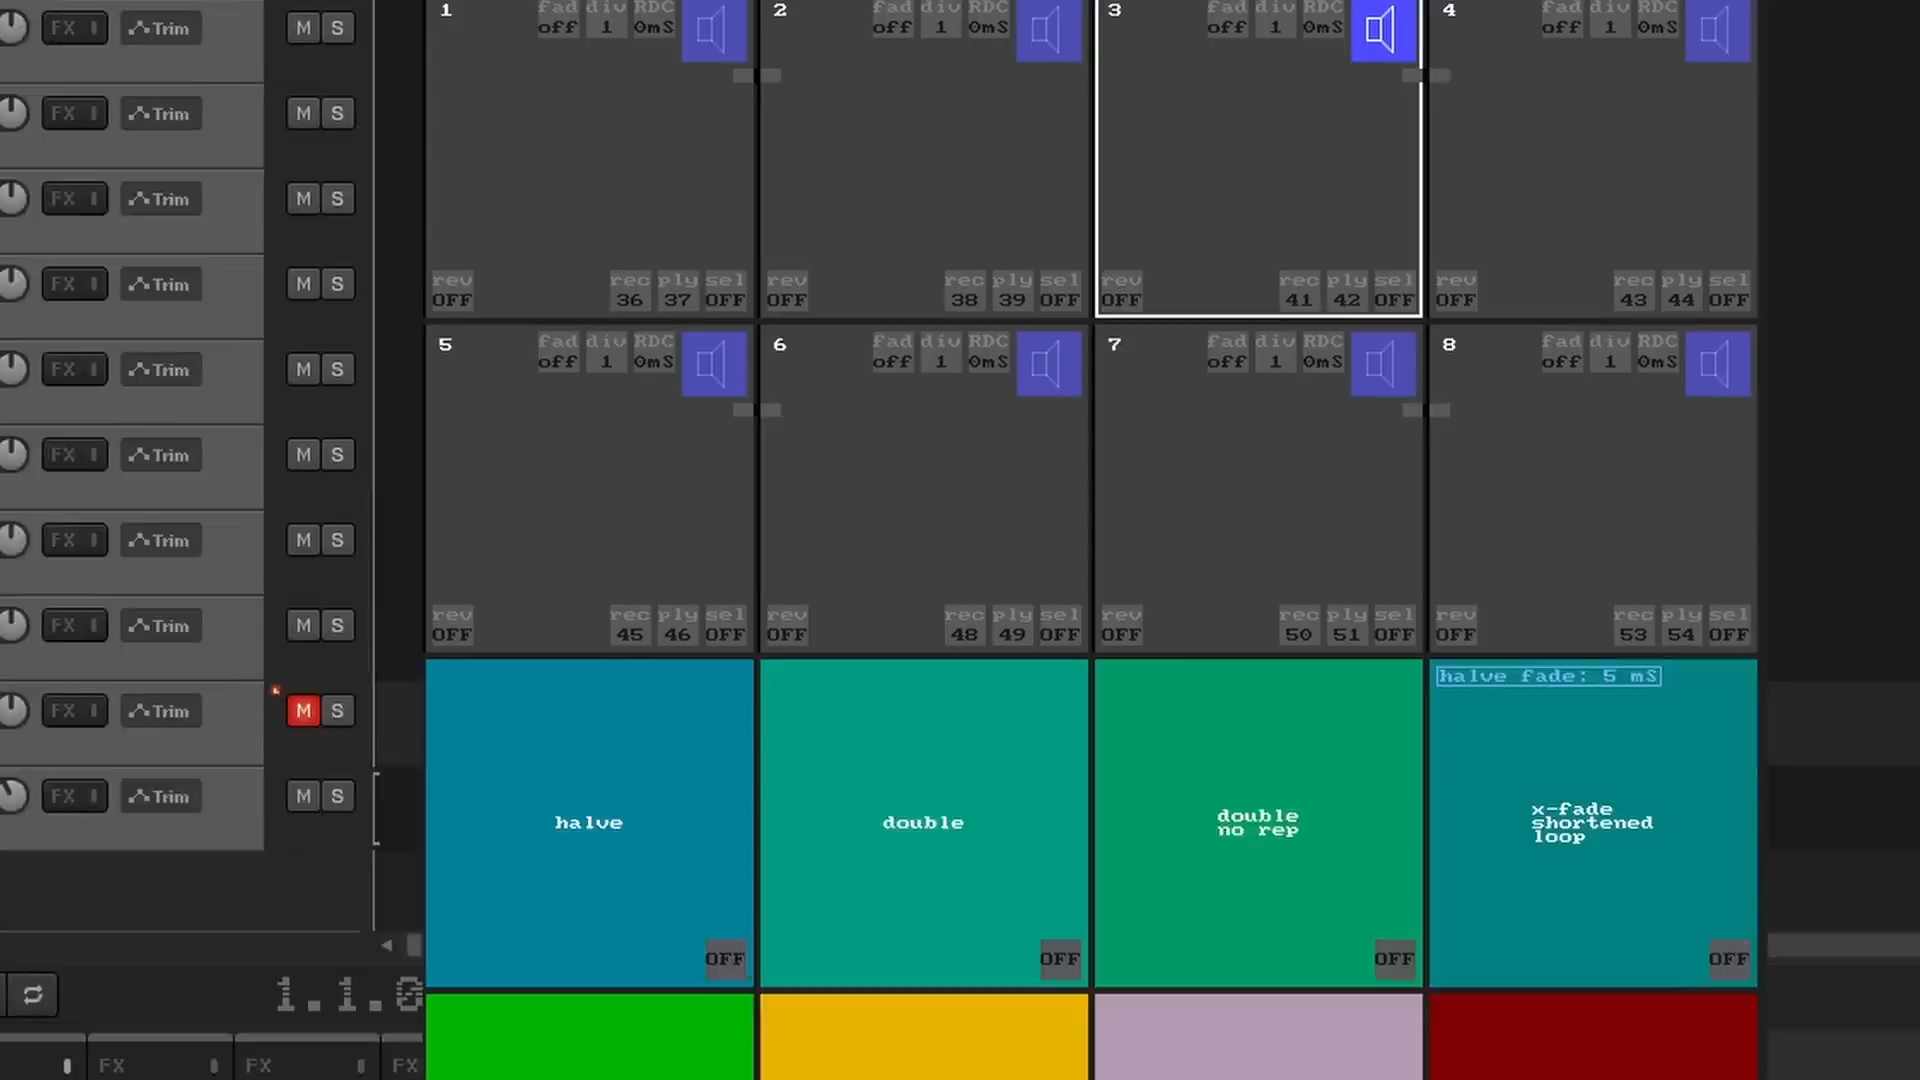 1 fad div RDC 2 fad div RDC 3 fad div RDC 4 fad div RDC
FX Trim M S off 1 0mS off 1 0mS off 1 0mS off 1 0mS
FX Trim M S
FX Trim M S
FX Trim M S
rev rec ply sel rev rec ply sel rev rec ply sel rev rec ply sel
OFF 36 37 OFF OFF 38 39 OFF OFF 41 42 OFF OFF 43 44 OFF
5 fad div RDC 6 fad div RDC 7 fad div RDC 8 fad div RDC
FX Trim M S off 1 0mS off 1 0mS off 1 0mS off 1 0mS
FX Trim M S
FX Trim M S
rev rec ply sel rev rec ply sel rev rec ply sel rev rec ply sel
FX Trim M S OFF 45 46 OFF OFF 48 49 OFF OFF 50 51 OFF OFF 53 54 OFF
halve fade: 5 mS
FX Trim M S
FX Trim M S
halve
double
double
no rep
x-fade
shortened
loop
OFF OFF OFF OFF
1.1.0
FX FX FX